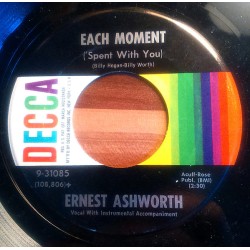 EACH MOMENT
('Spent With You)
(Billy Hogan-Billy Worth)
DECCA
9-31085
(108,806)
Acuff-Rose
Publ. (BMI)
(2:30)
ERNEST ASHWORTH
Vocal With Instrumental Accompaniment